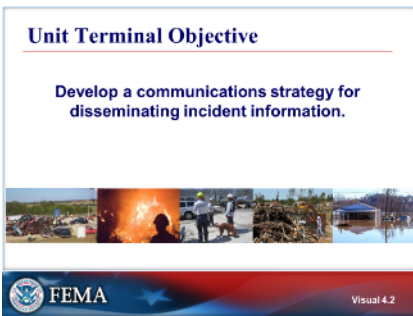 Unit Terminal Objective
Develop a communications strategy for
disseminating incident information.
FEMA
Visual 4.2